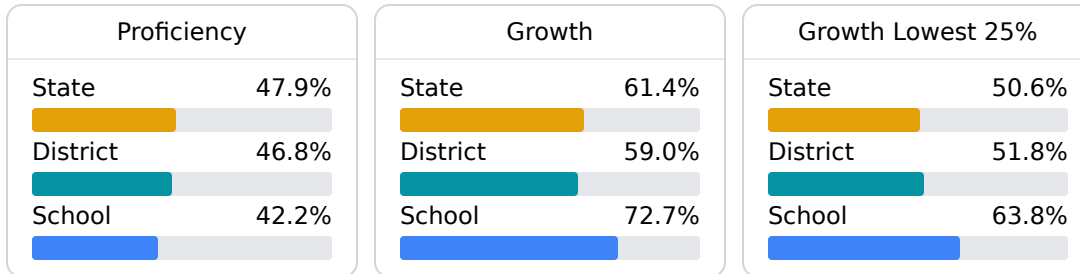 Proficiency
State 47.9%
District 46.8%
School 42.2%
Growth
State 61.4%
District 59.0%
School 72.7%
Growth Lowest 25%
State 50.6%
District 51.8%
School 63.8%